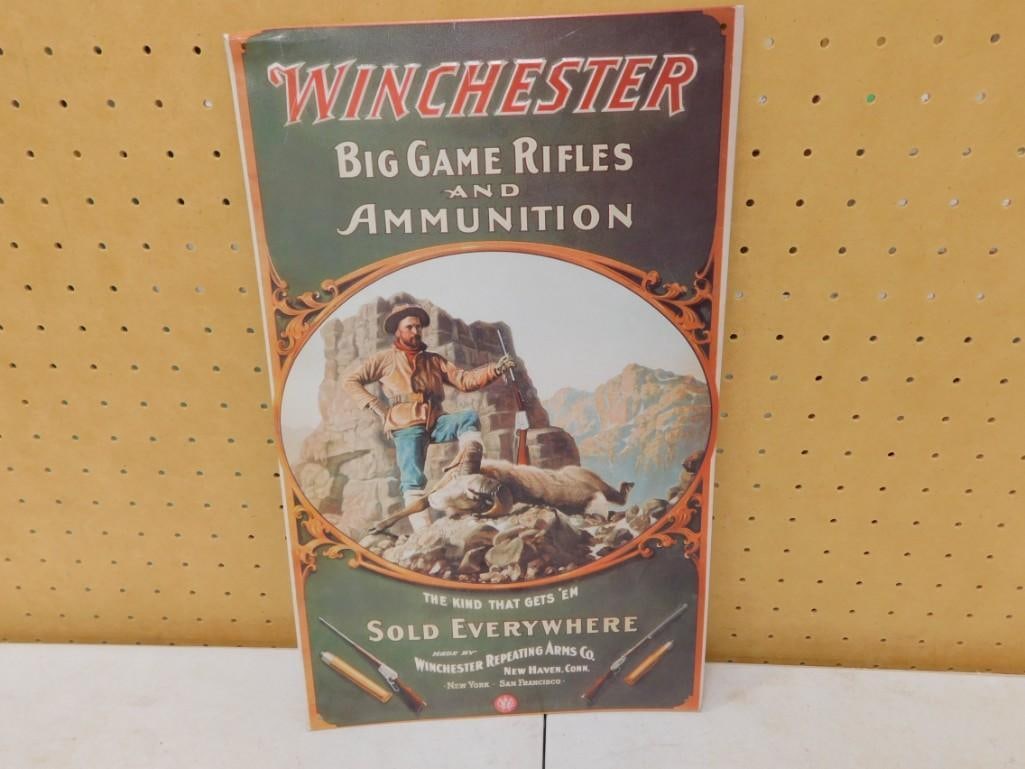 WINCHESTER
BIG GAME RIFLES
AND
AMMUNITION
THE KIND THAT GETS 'EM
SOLD EVERYWHERE
MADE BY
WINCHESTER REPEATING ARMS CO.
NEW HAVEN, CONN.
· NEW YORK - SAN FRANCISCO ·